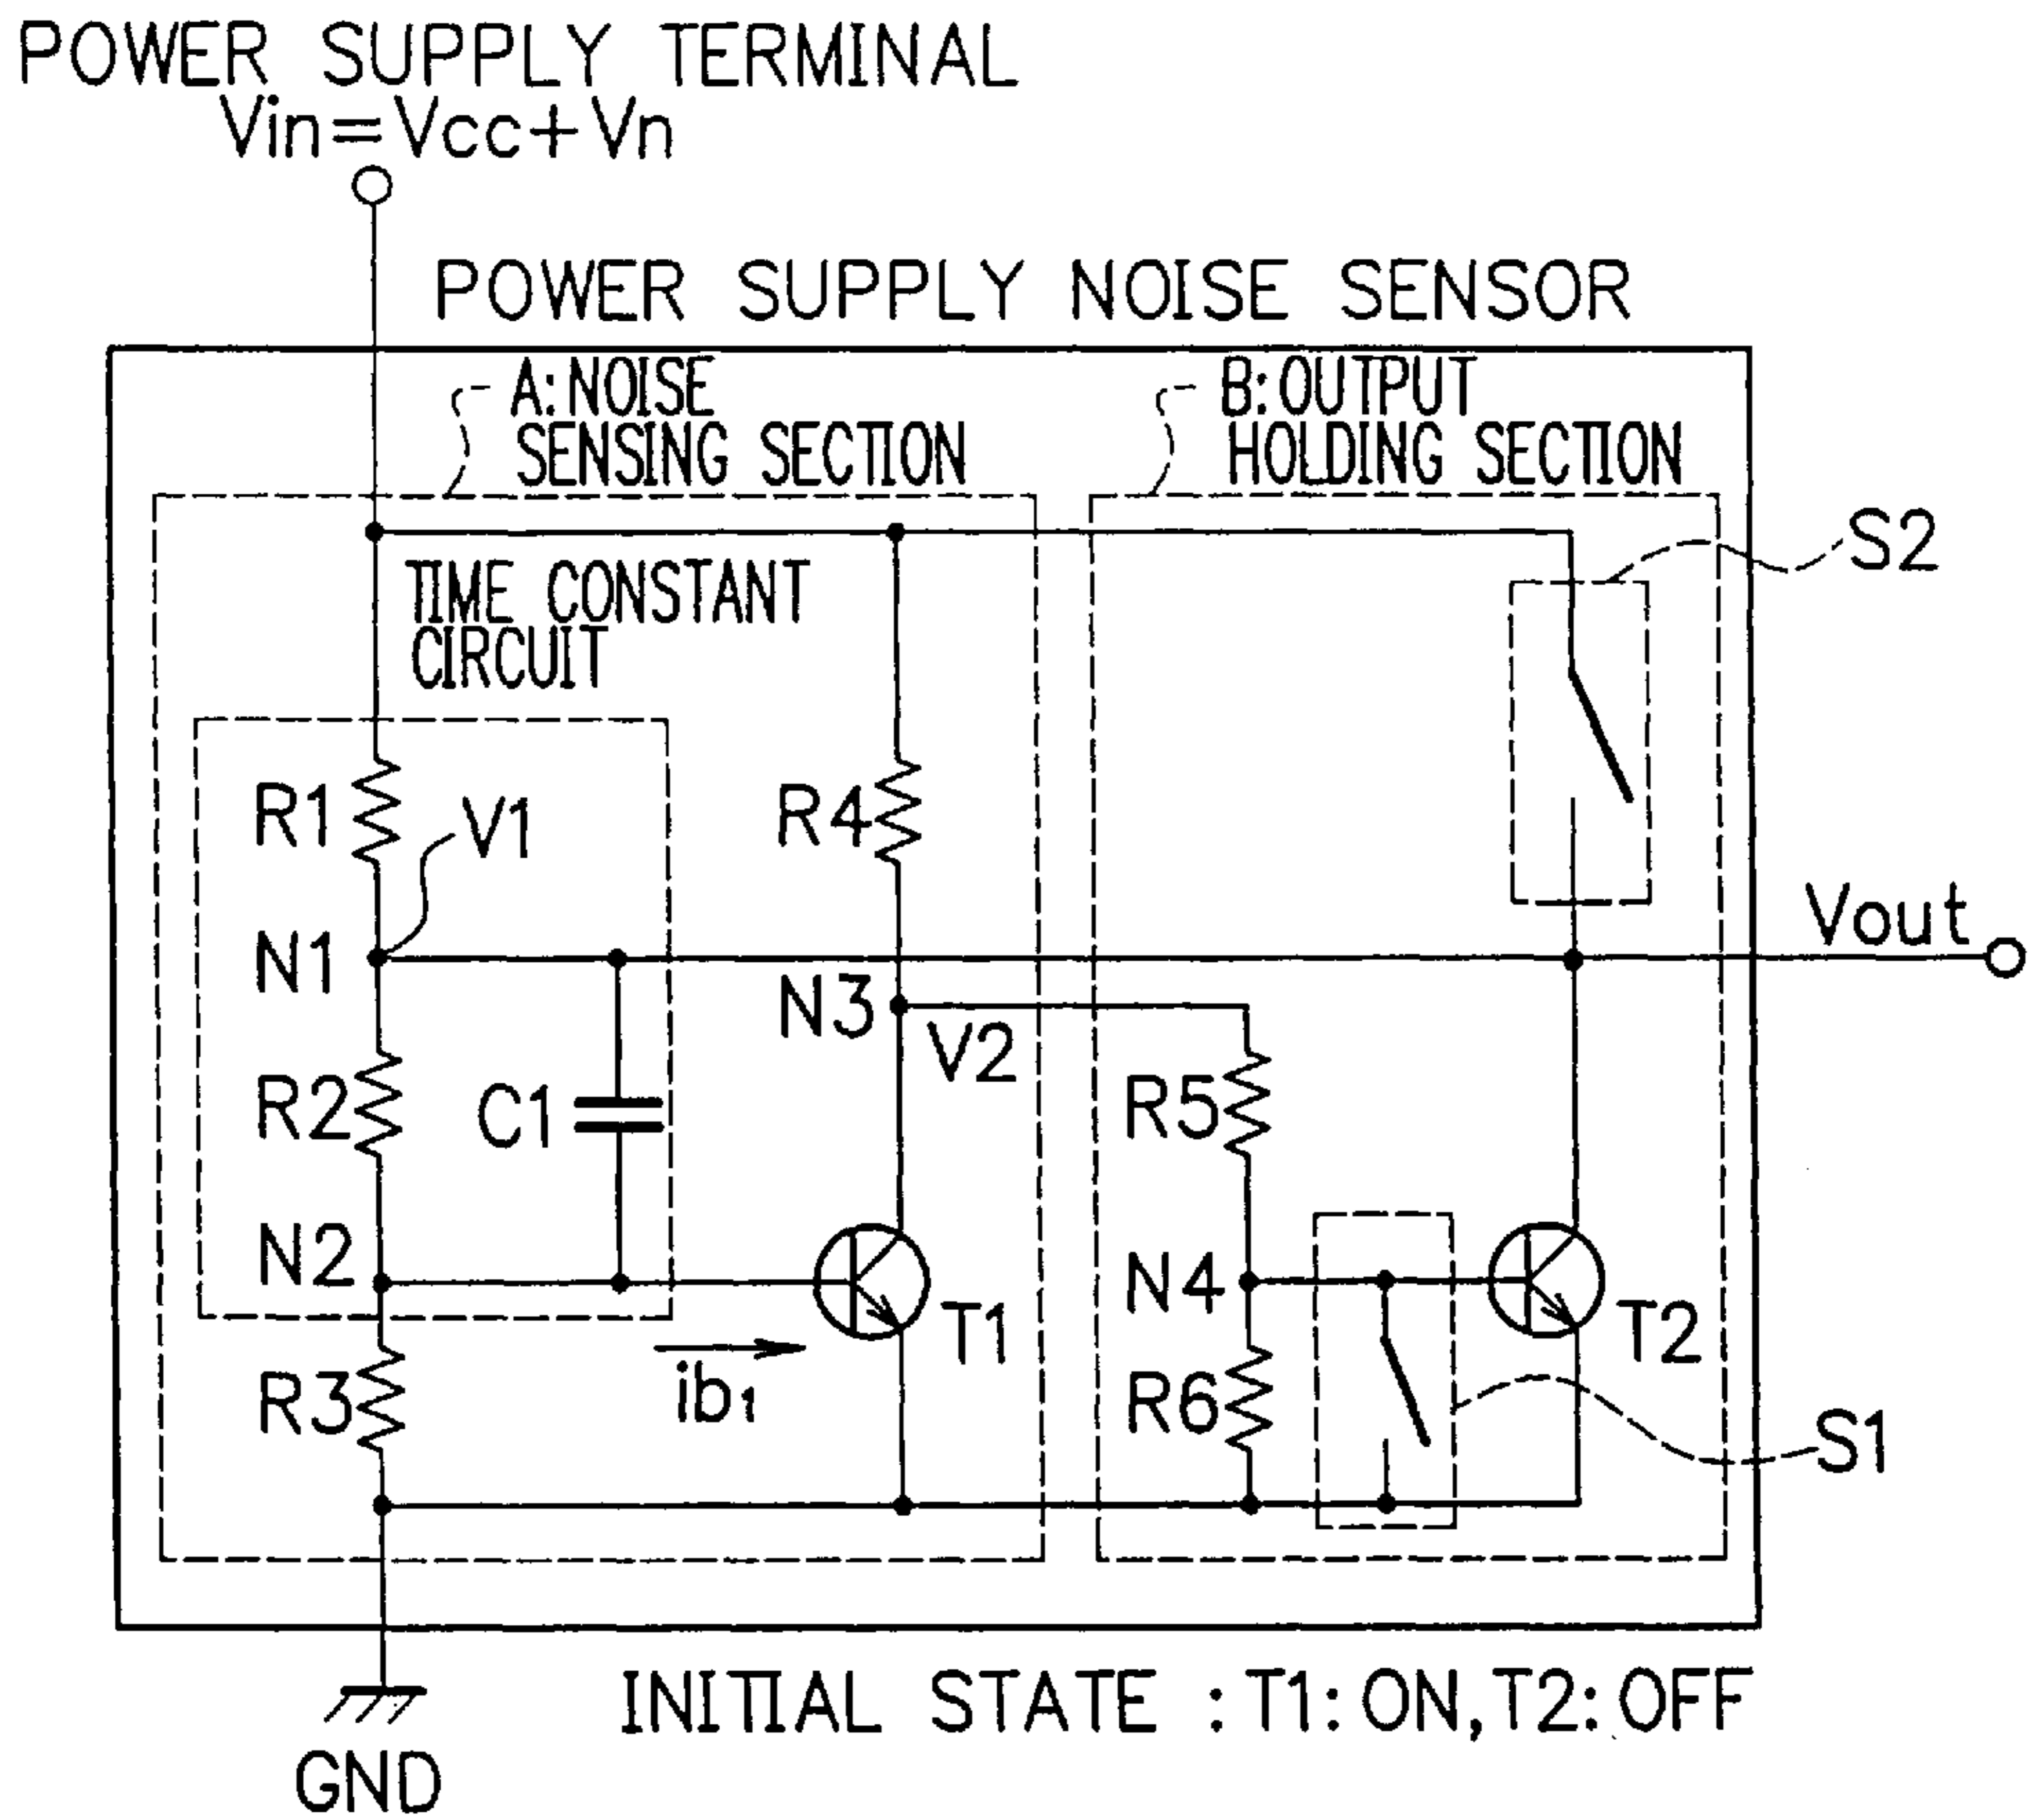 POWER SUPPLY TERMINAL
Vin=Vcc+Vn
POWER SUPPLY NOISE SENSOR
A:NOISE
SENSING SECTION
B:OUTPUT
HOLDING SECTION
S2
TIME CONSTANT
CIRCUIT
R1
V1
R4
Vout
N1
N3
V2
R2
C1
R5
N2
N4
T1
T2
R3
ib1
R6
S1
INITIAL STATE :T1:ON,T2:OFF
GND